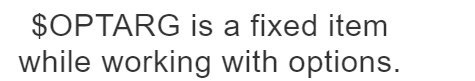 $OPTARG is a fixed item
while working with options.